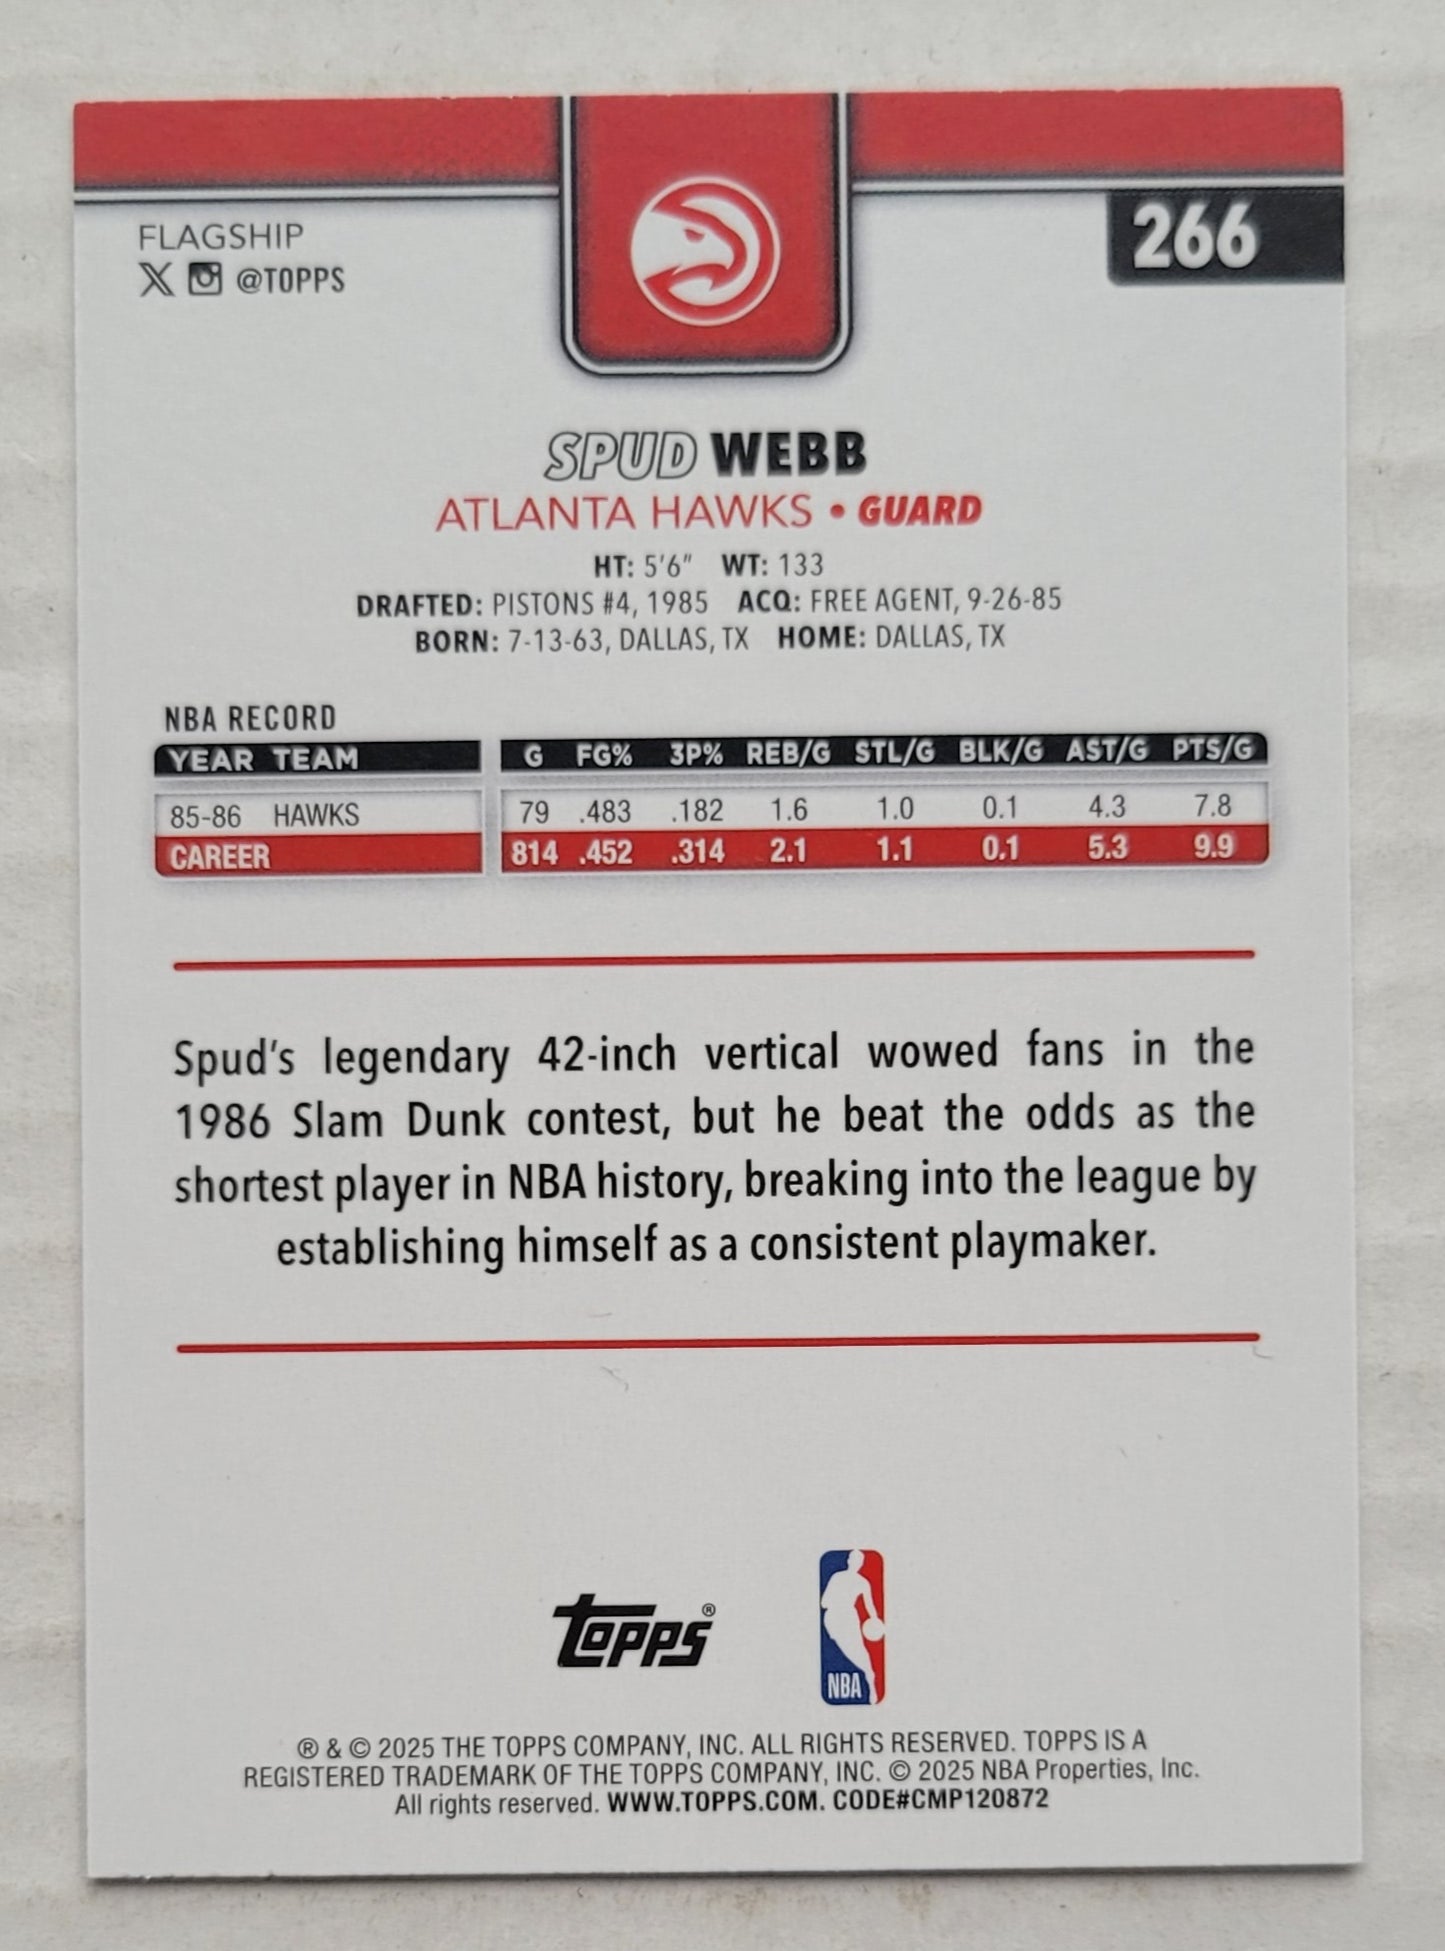 FLAGSHIP
@TOPPS
266
SPUD WEBB
ATLANTA HAWKS • GUARD
HT: 5'6" WT: 133
DRAFTED: PISTONS #4, 1985 ACQ: FREE AGENT, 9-26-85
BORN: 7-13-63, DALLAS, TX HOME: DALLAS, TX
NBA RECORD
YEAR TEAM G FG% 3P% REB/G STL/G BLK/G AST/G PTS/G
85-86 HAWKS 79 .483 .182 1.6 1.0 0.1 4.3 7.8
CAREER 814 .452 .314 2.1 1.1 0.1 5.3 9.9
Spud's legendary 42-inch vertical wowed fans in the
1986 Slam Dunk contest, but he beat the odds as the
shortest player in NBA history, breaking into the league by
establishing himself as a consistent playmaker.
TOPPS®
NBA
® & © 2025 THE TOPPS COMPANY, INC. ALL RIGHTS RESERVED. TOPPS IS A
REGISTERED TRADEMARK OF THE TOPPS COMPANY, INC. © 2025 NBA Properties, Inc.
All rights reserved. WWW.TOPPS.COM. CODE#CMP120872